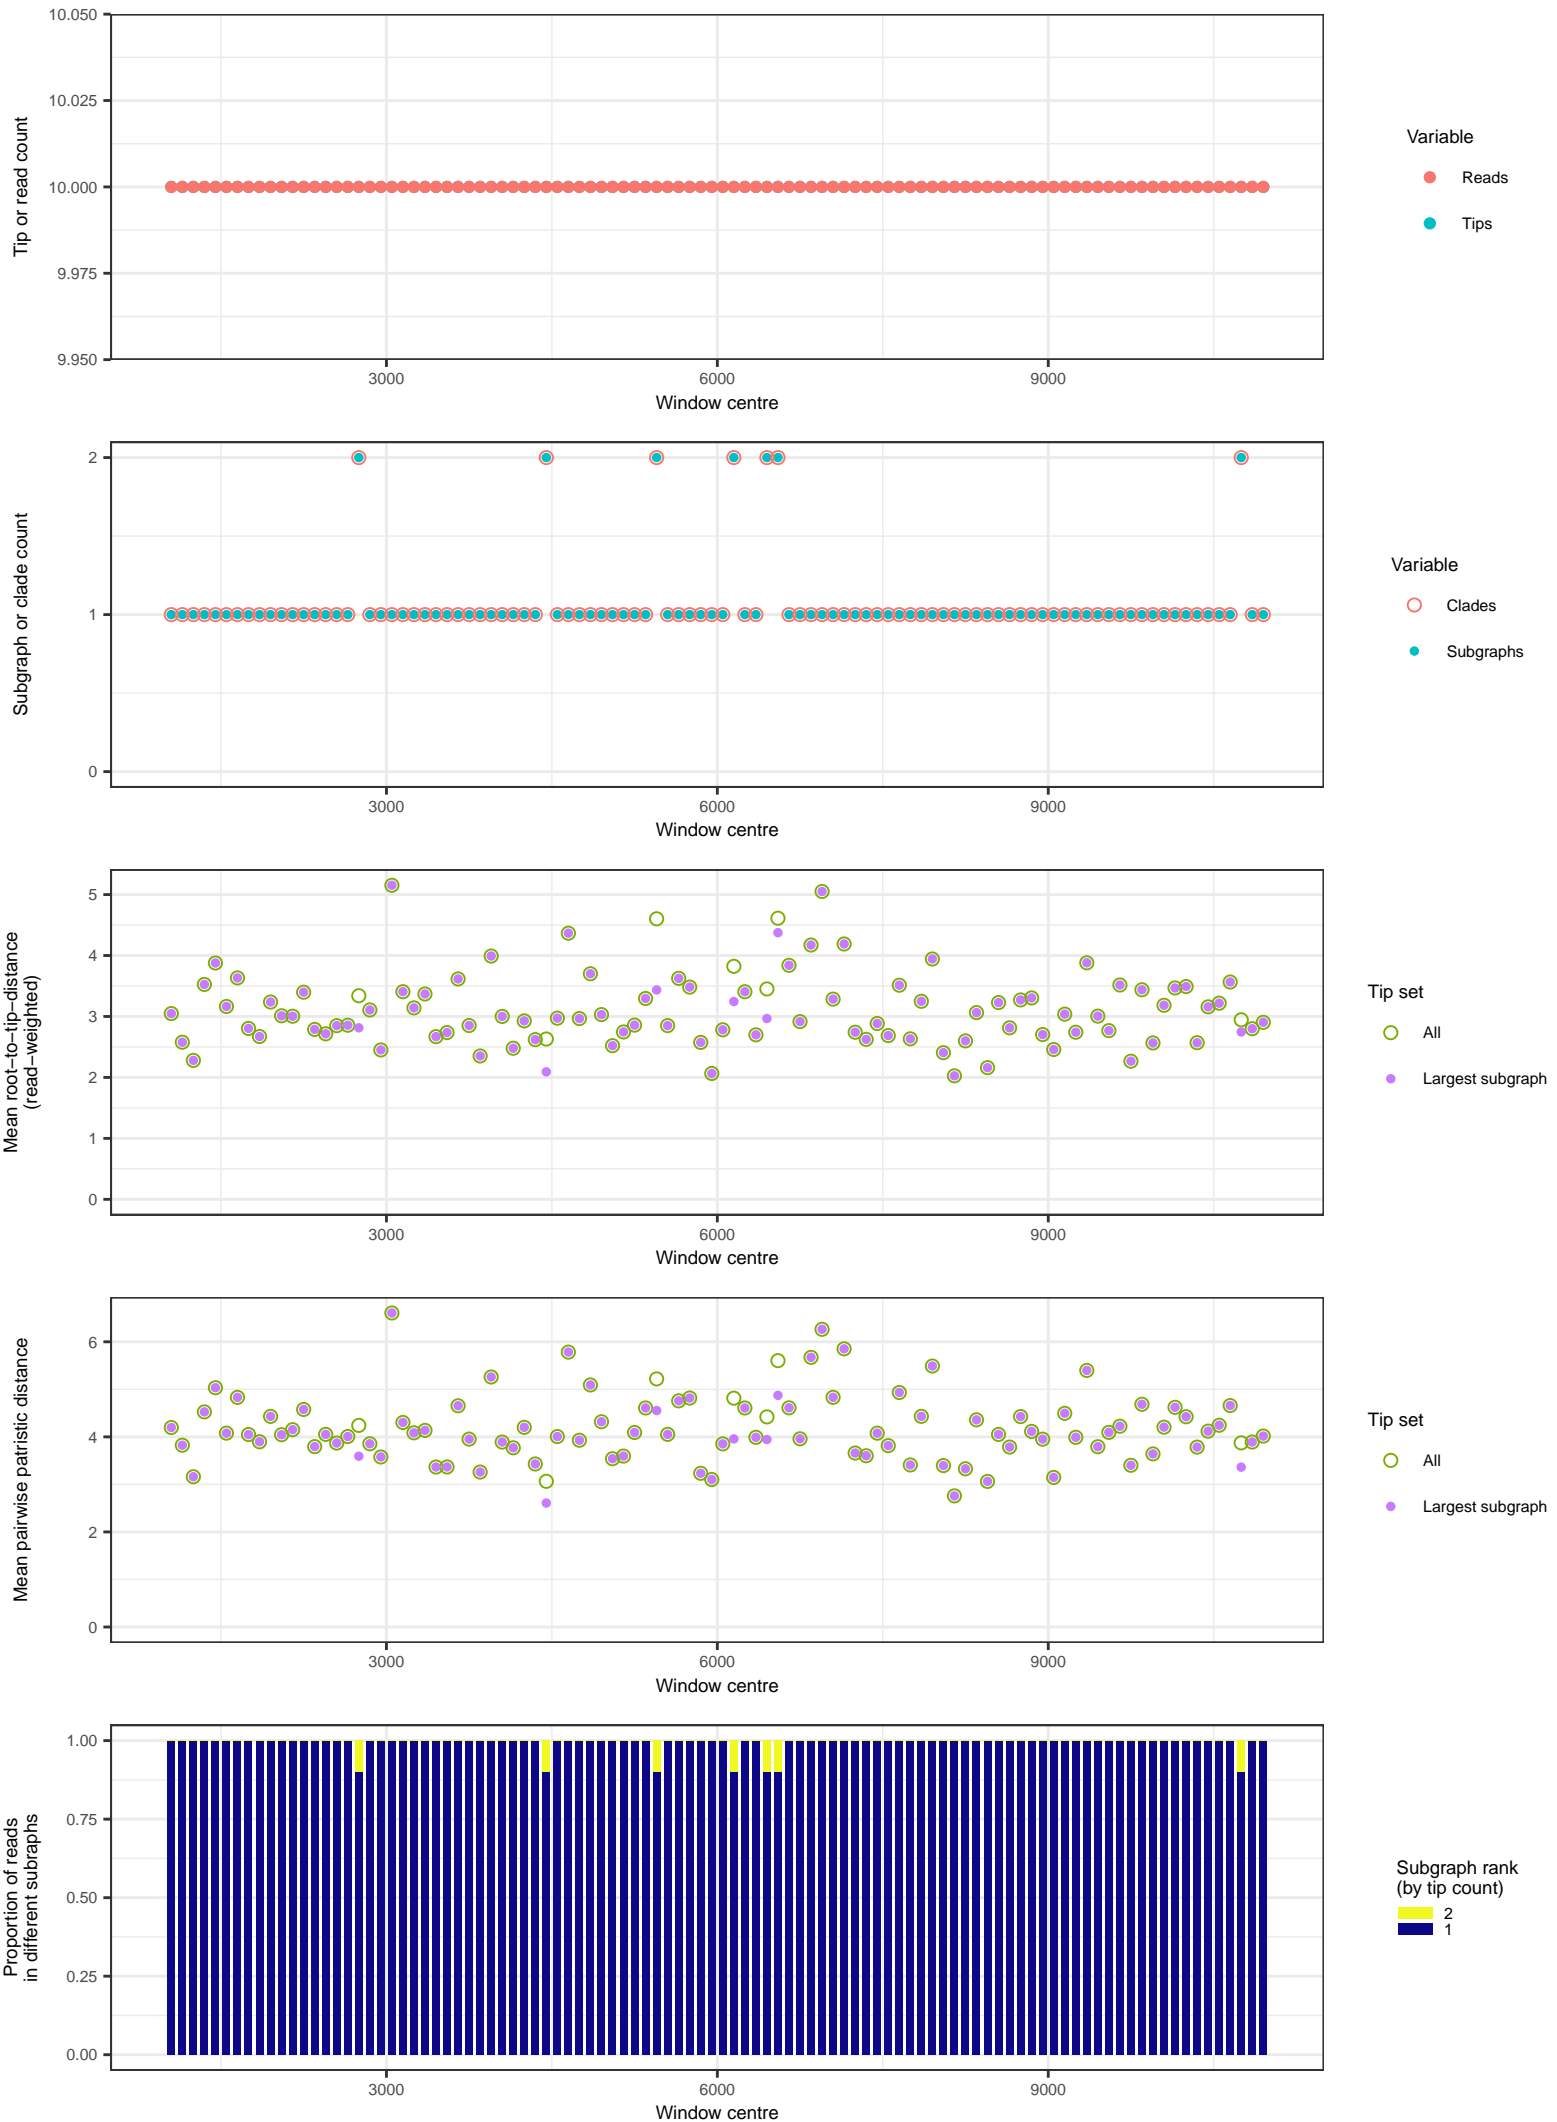 10.050
10.025
10.000
9.975
9.950
Tip or read count
3000
6000
9000
Window centre
Variable
Reads
Tips
2
1
0
Subgraph or clade count
3000
6000
9000
Window centre
Variable
Clades
Subgraphs
5
4
3
2
1
0
Mean root−to−tip−distance
(read−weighted)
3000
6000
9000
Window centre
Tip set
All
Largest subgraph
6
4
2
0
Mean pairwise patristic distance
3000
6000
9000
Window centre
Tip set
All
Largest subgraph
1.00
0.75
0.50
0.25
0.00
Proportion of reads
in different subraphs
3000
6000
9000
Window centre
Subgraph rank
(by tip count)
2
1